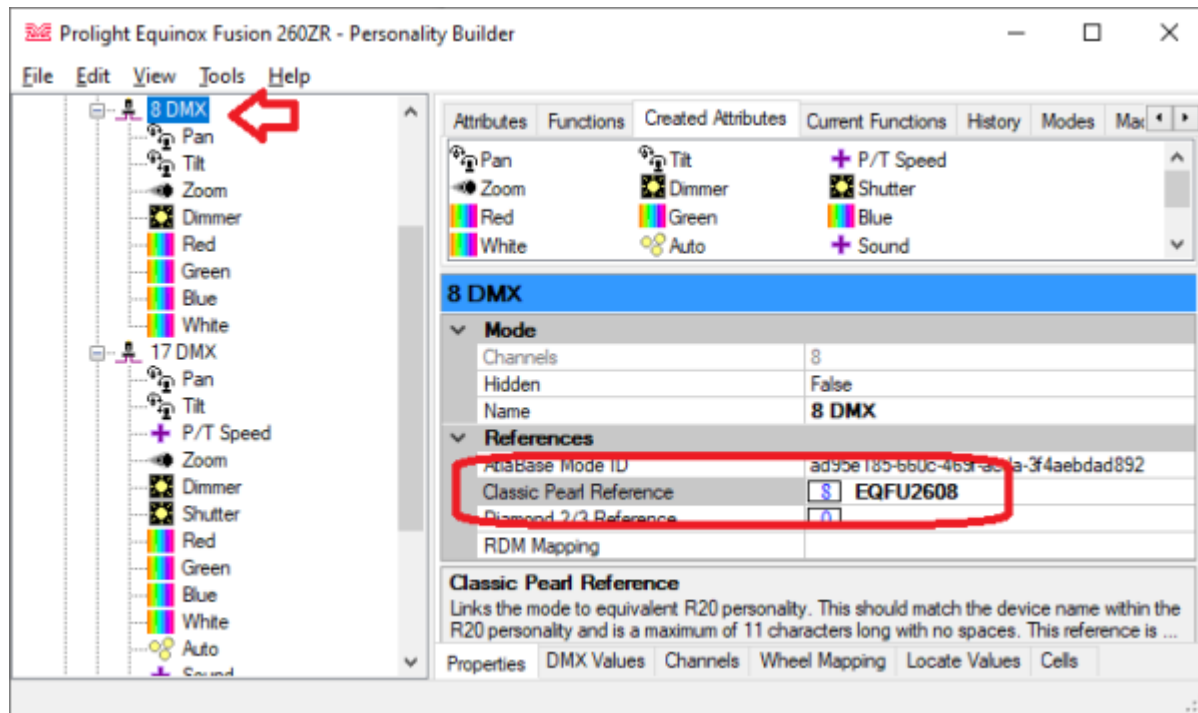 Prolight Equinox Fusion 260ZR - Personality Builder
File Edit View Tools Help
8 DMX
Pan
Tilt
Zoom
Dimmer
Red
Green
Blue
White
17 DMX
Pan
Tilt
P/T Speed
Zoom
Dimmer
Shutter
Red
Green
Blue
White
Auto
Sound
Attributes Functions Created Attributes Current Functions History Modes Mac
Pan Tilt P/T Speed
Zoom Dimmer Shutter
Red Green Blue
White Auto Sound
8 DMX
Mode
Channels 8
Hidden False
Name 8 DMX
References
AtlaBase Mode ID
Classic Pearl Reference 8 EQFU2608
Diamond 2/3 Reference 0
RDM Mapping
Classic Pearl Reference
Links the mode to equivalent R20 personality. This should match the device name within the
R20 personality and is a maximum of 11 characters long with no spaces. This reference is ...
Properties DMX Values Channels Wheel Mapping Locate Values Cells